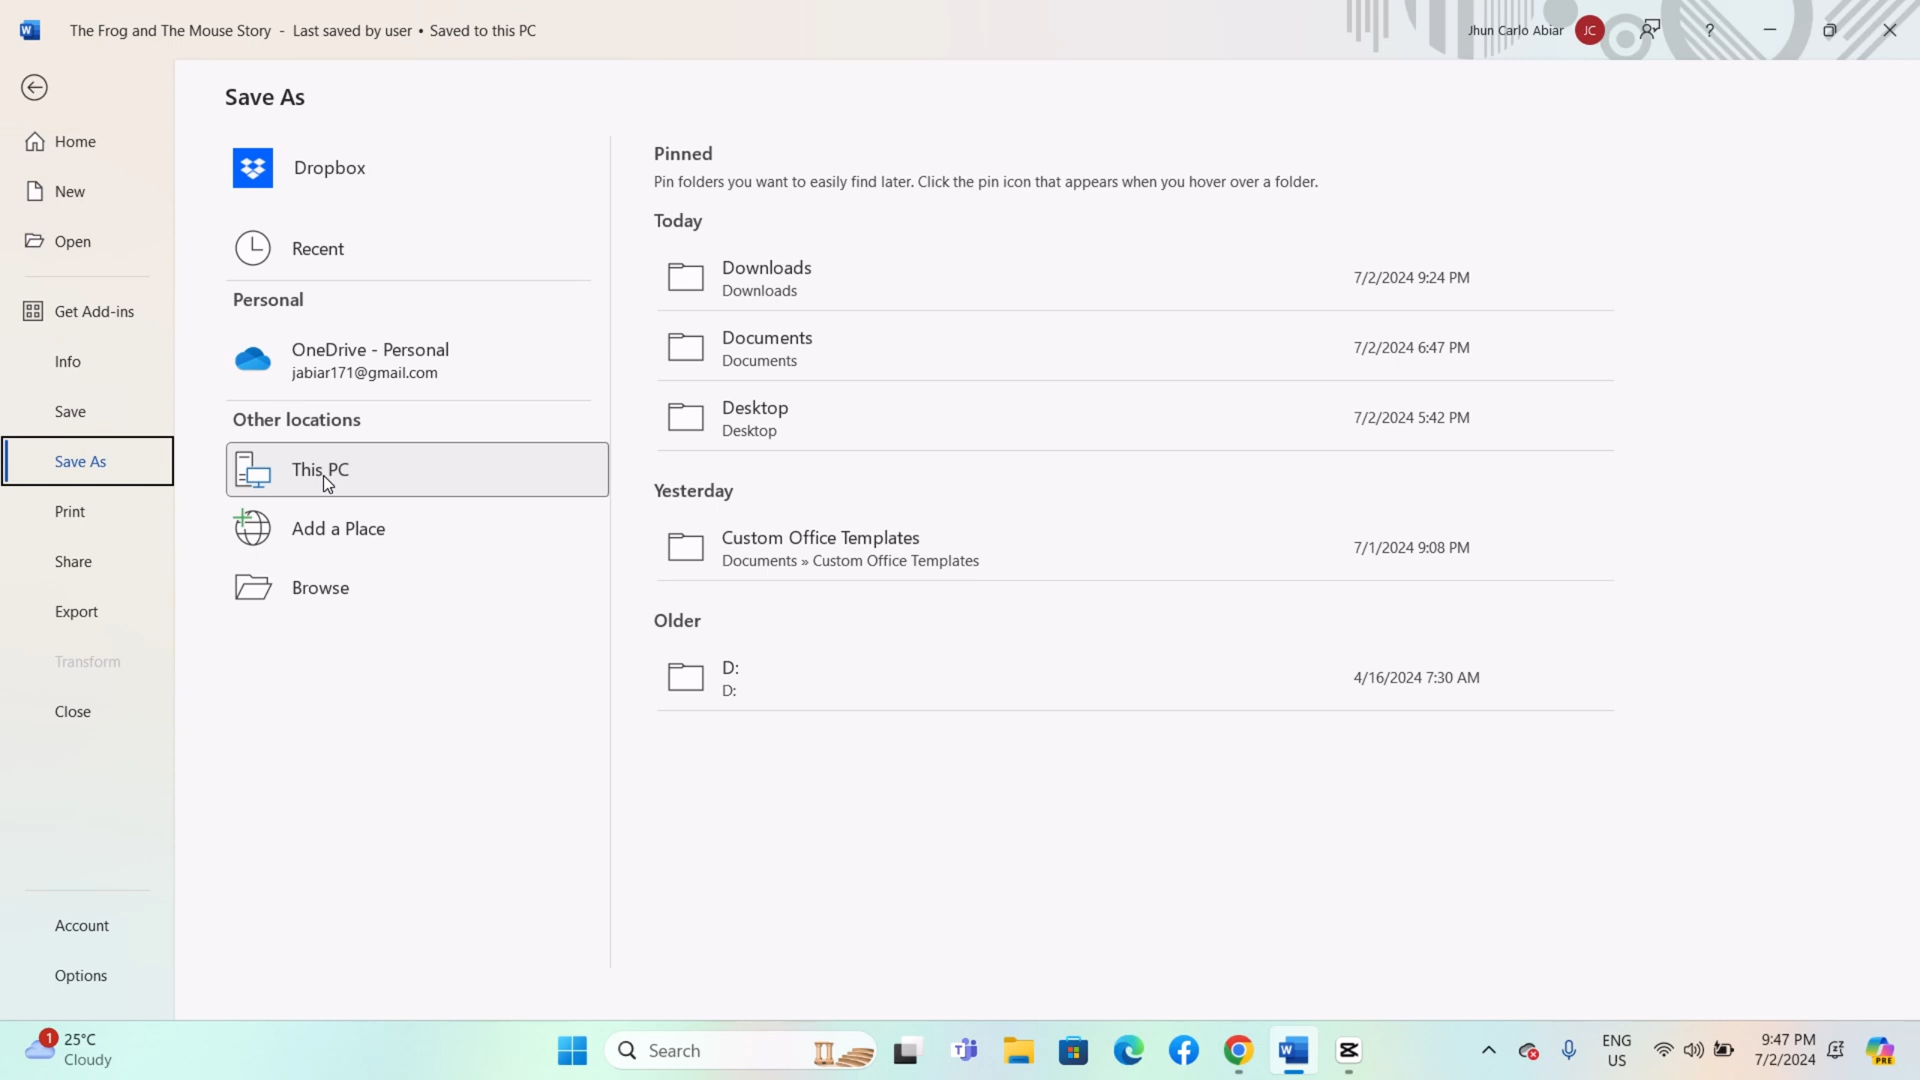 The Frog and The Mouse Story - Last saved by user • Saved to this PC
Jhun Carlo Abiar JC ?
Home
New
Open
Get Add-ins
Info
Save
Save As
Print
Share
Export
Transform
Close
Account
Options
Save As
Dropbox
Recent
Personal
OneDrive - Personal
jabiar171@gmail.com
Other locations
This PC
Add a Place
Browse
Pinned
Pin folders you want to easily find later. Click the pin icon that appears when you hover over a folder.
Today
Downloads
Downloads
7/2/2024 9:24 PM
Documents
Documents
7/2/2024 6:47 PM
Desktop
Desktop
7/2/2024 5:42 PM
Yesterday
Custom Office Templates
Documents » Custom Office Templates
7/1/2024 9:08 PM
Older
D:
D:
4/16/2024 7:30 AM
1
25°C
Cloudy
Search
ENG
US
9:47 PM
7/2/2024
PRE